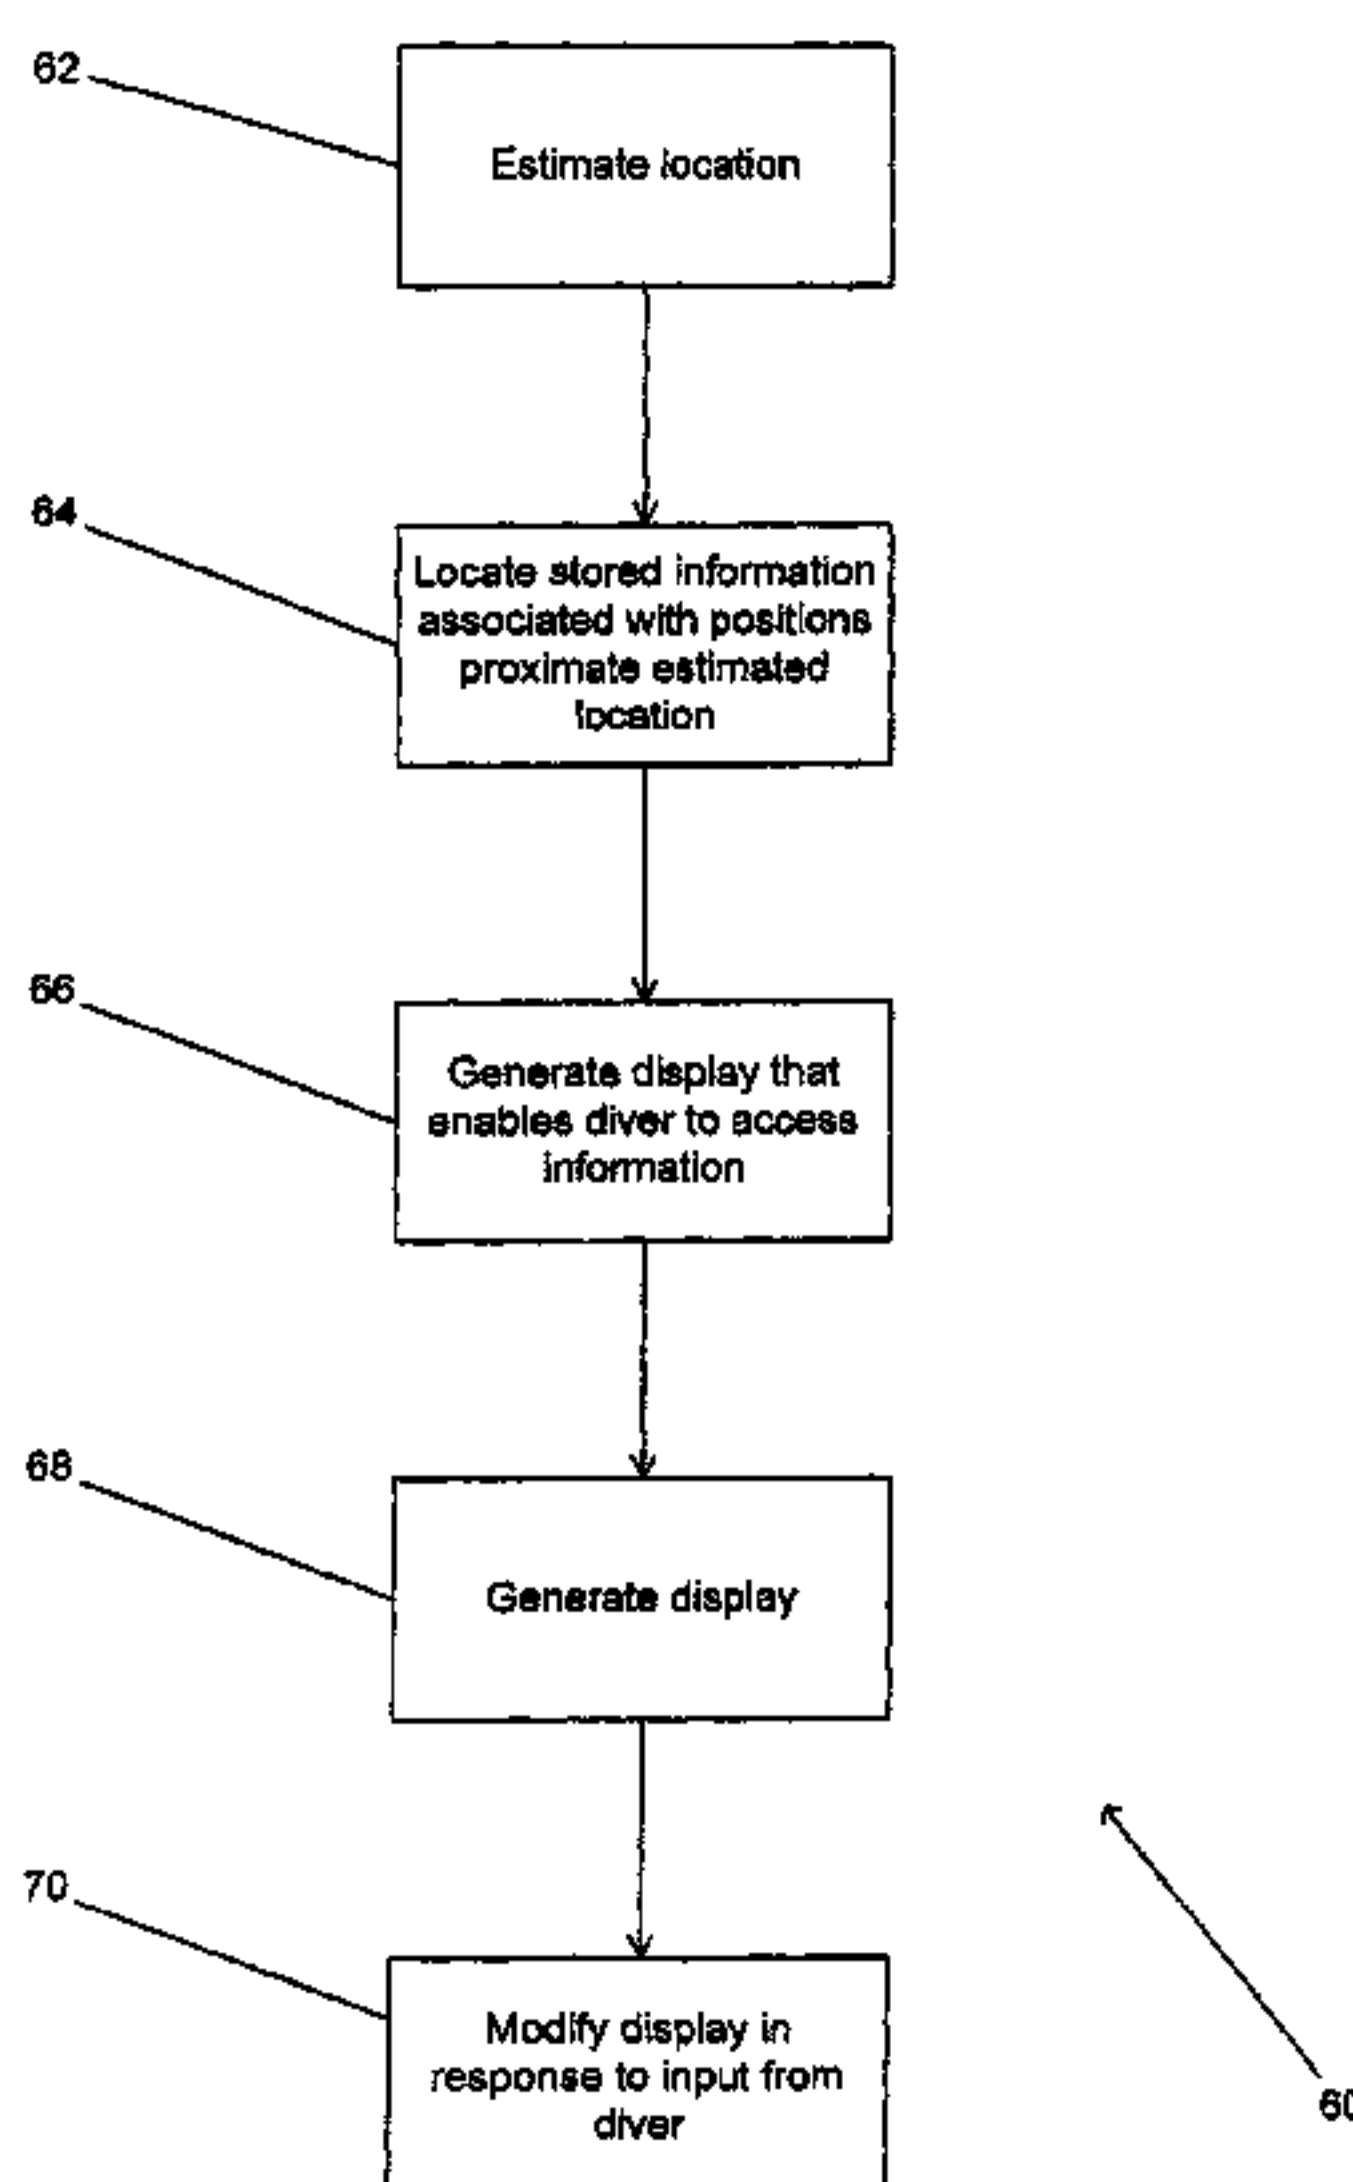 62
Estimate location
64
Locate stored information
associated with positions
proximate estimated
location
66
Generate display that
enables diver to access
information
68
Generate display
70
Modify display in
response to input from
diver
60